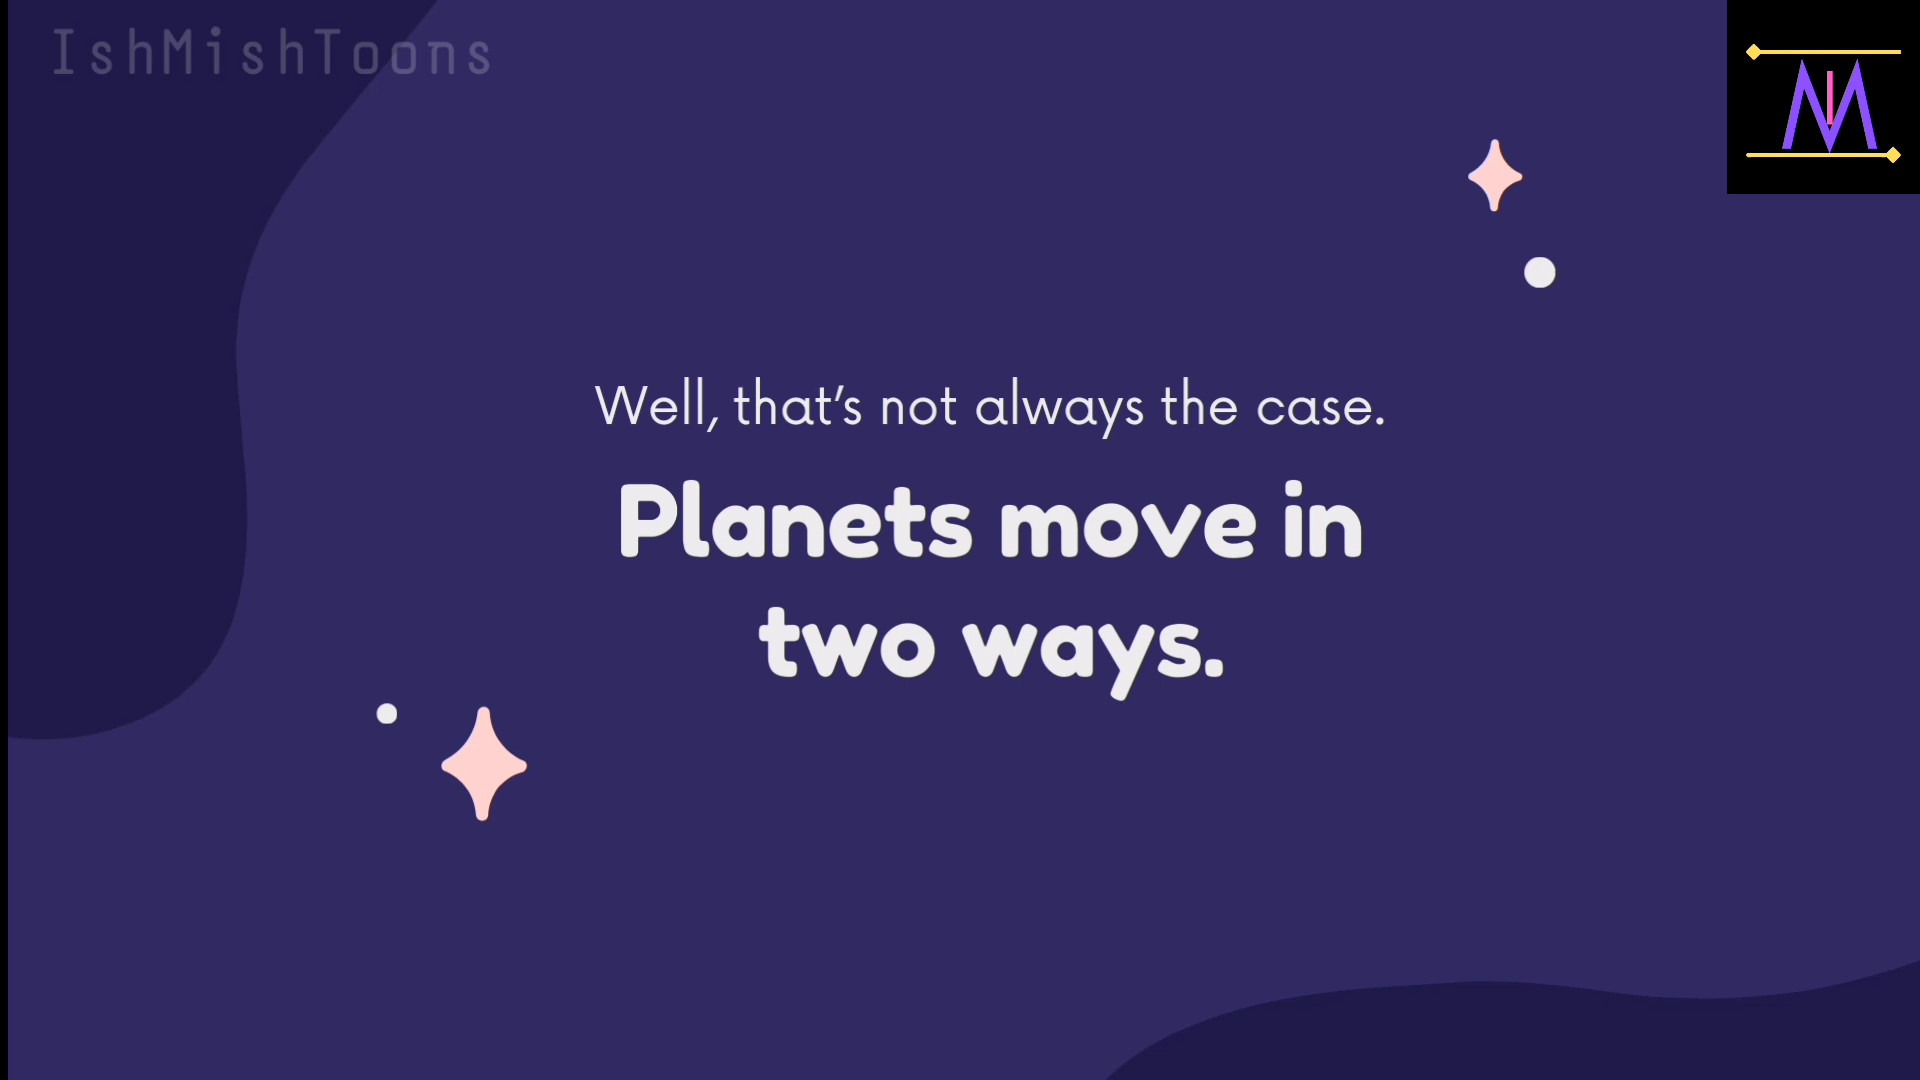 IshMishToons
Well, that's not always the case.
Planets move in
two ways.